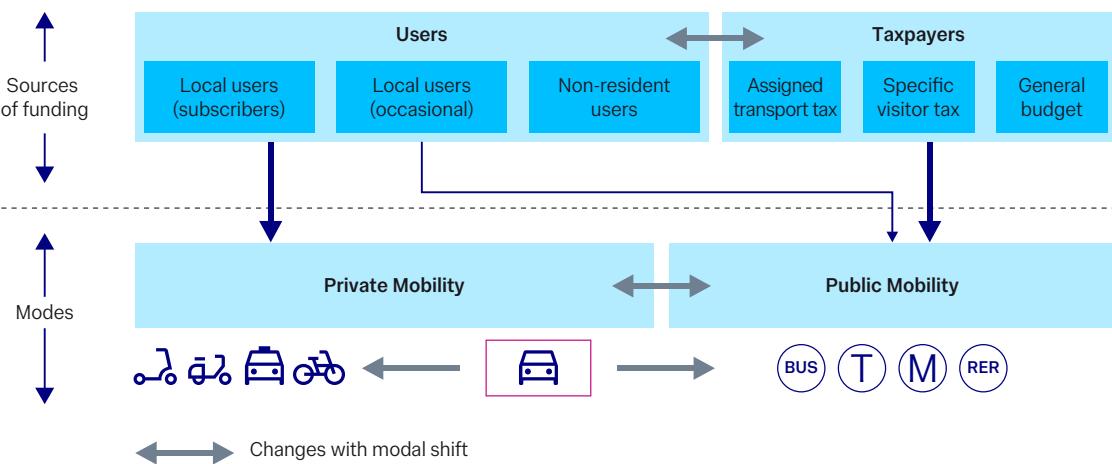 Users
Taxpayers
Sources
of funding
Local users
(subscribers)
Local users
(occasional)
Non-resident
users
Assigned
transport tax
Specific
visitor tax
General
budget
Modes
Private Mobility
Public Mobility
BUS
T
M
RER
Changes with modal shift